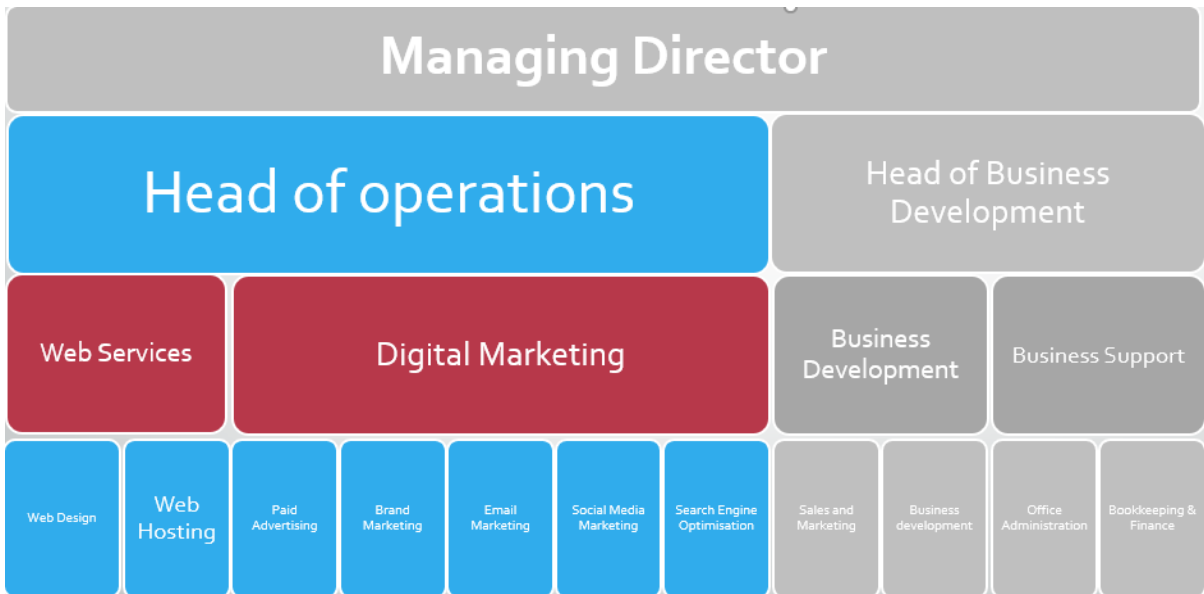 Managing Director
Head of operations
Head of Business
Development
Web Services
Digital Marketing
Business
Development
Business Support
Web Design
Web
Hosting
Paid
Advertising
Brand
Marketing
Email
Marketing
Social Media
Marketing
Search Engine
Optimisation
Sales and
Marketing
Business
development
Office
Administration
Bookkeeping &
Finance